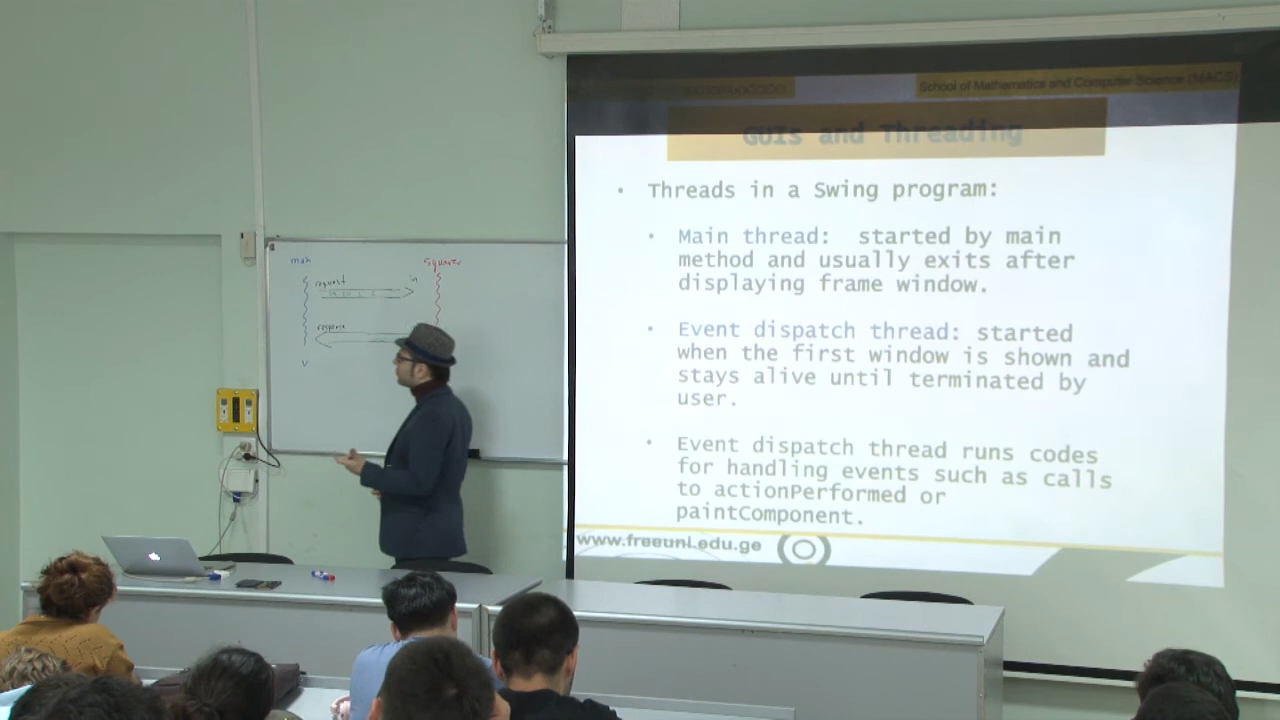 School of Mathematics and Computer Science (MACS)
GUIs and Threading
• Threads in a Swing program:
• Main thread: started by main
method and usually exits after
displaying frame window.
• Event dispatch thread: started
when the first window is shown and
stays alive until terminated by
user.
• Event dispatch thread runs codes
for handling events such as calls
to actionPerformed or
paintComponent.
www.freeuni.edu.ge
request
in
response